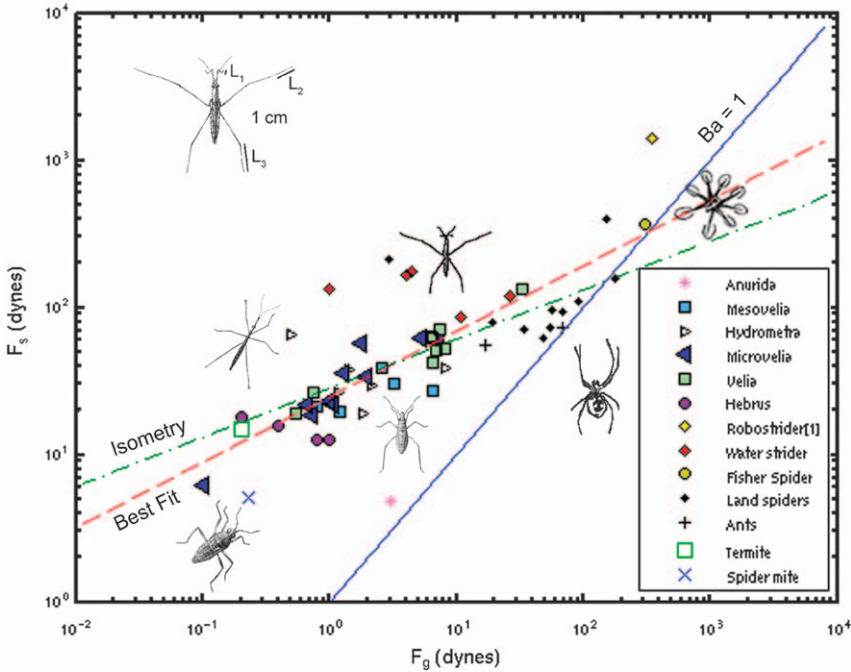 10⁴
10³
10²
10¹
10⁰
Fₛ (dynes)
L₁
L₂
1 cm
L₃
Ba = 1
Isometry
Best Fit
Anurida
Mesovelia
Hydrometra
Microvelia
Velia
Hebrus
Robostrider[1]
Water strider
Fisher Spider
Land spiders
Ants
Termite
Spider mite
10⁻² 10⁻¹ 10⁰ 10¹ 10² 10³ 10⁴
F_g (dynes)